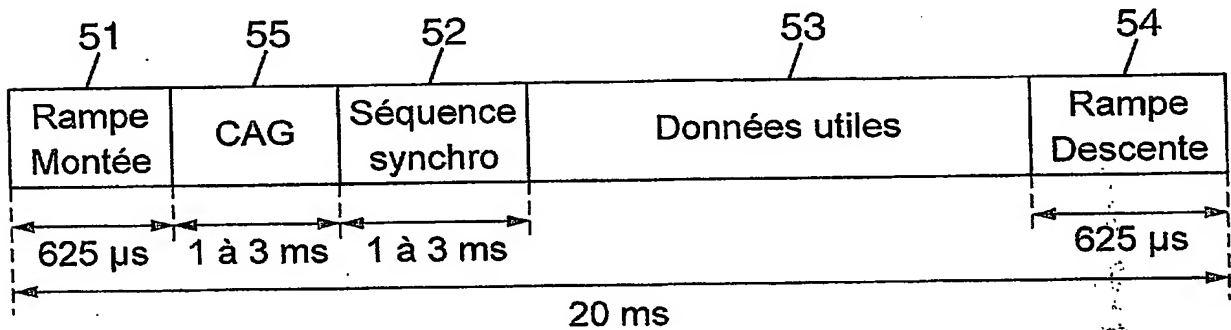 51 55 52 53 54
Rampe Montée
CAG
Séquence synchro
Données utiles
Rampe Descente
625 µs
1 à 3 ms
1 à 3 ms
625 µs
20 ms